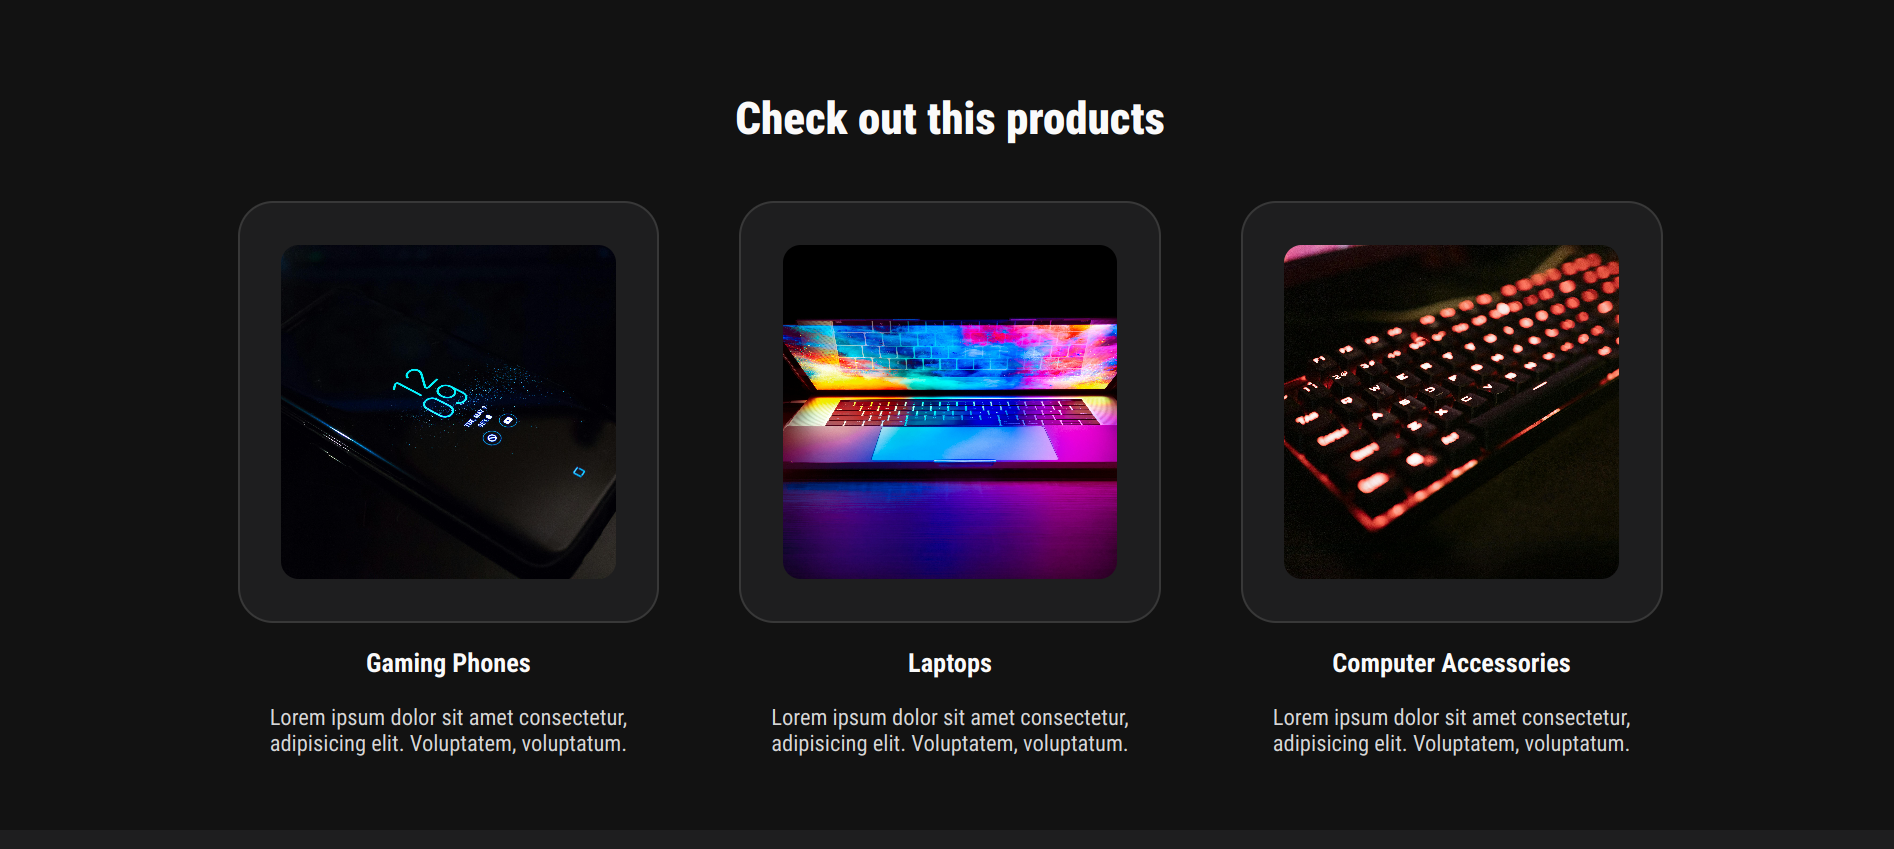 Check out this products
12
09
Gaming Phones
Laptops
Computer Accessories
Lorem ipsum dolor sit amet consectetur,
adipisicing elit. Voluptatem, voluptatum.
Lorem ipsum dolor sit amet consectetur,
adipisicing elit. Voluptatem, voluptatum.
Lorem ipsum dolor sit amet consectetur,
adipisicing elit. Voluptatem, voluptatum.